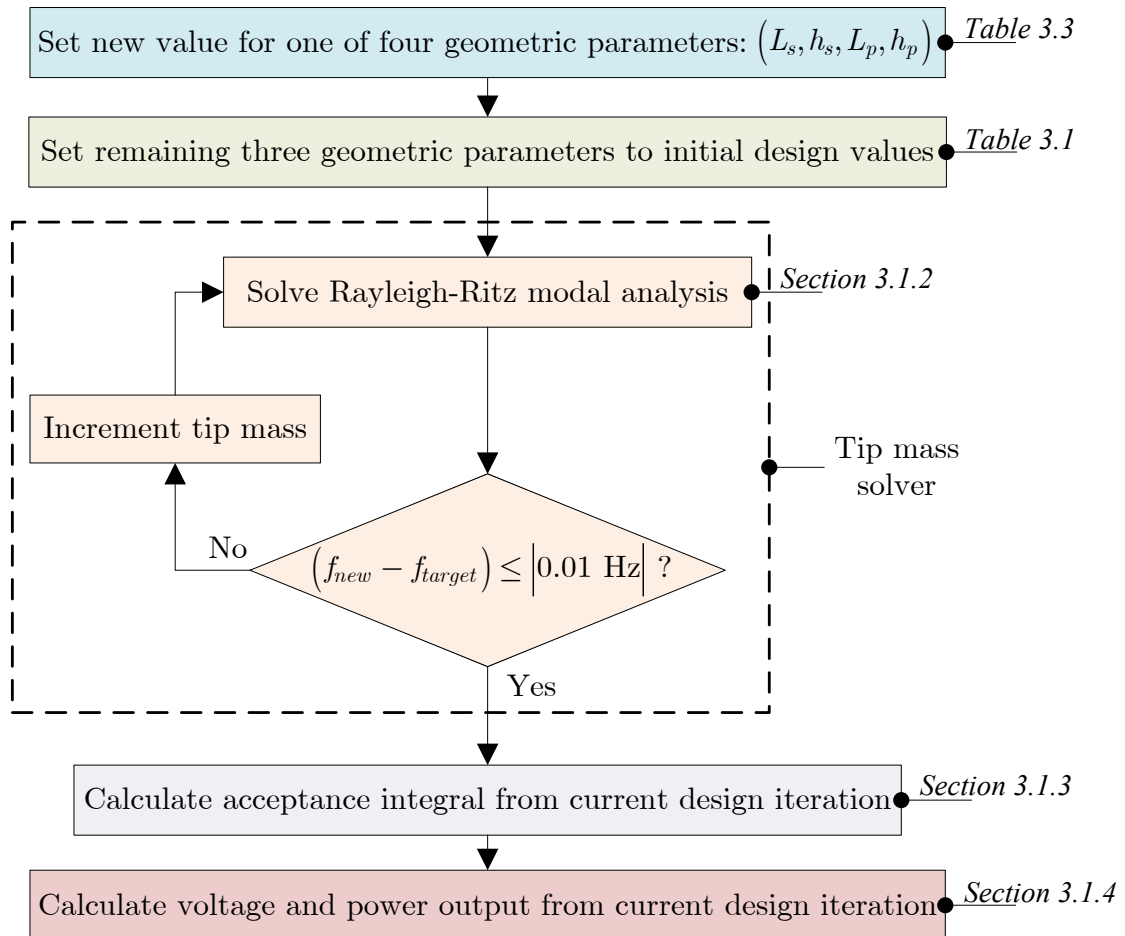 Set new value for one of four geometric parameters: (L_s, h_s, L_p, h_p)
Table 3.3
Set remaining three geometric parameters to initial design values
Table 3.1
Solve Rayleigh-Ritz modal analysis
Section 3.1.2
Increment tip mass
Tip mass
solver
No
(f_new − f_target) ≤ |0.01 Hz| ?
Yes
Calculate acceptance integral from current design iteration
Section 3.1.3
Calculate voltage and power output from current design iteration
Section 3.1.4